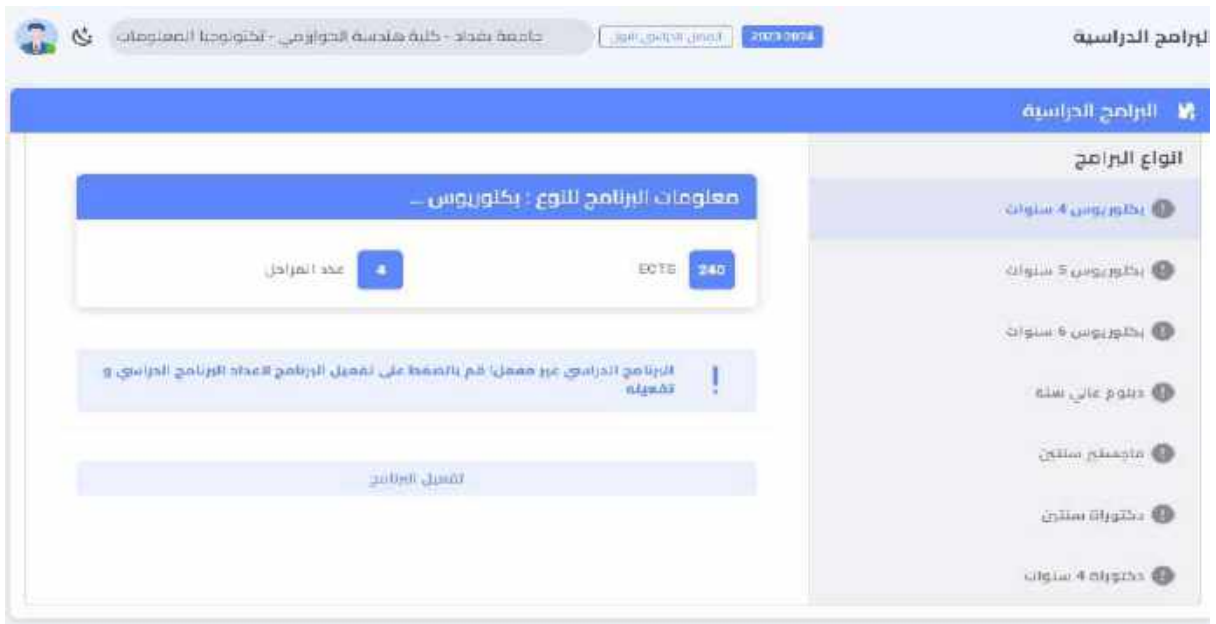 البرامج الدراسية
2023-2024
الفصل الدراسي الاول
جامعة بغداد - كلية هندسة الخوارزمي - تكنولوجيا المعلومات
البرامج الدراسية
انواع البرامج
بكلوريوس 4 سنوات
بكلوريوس 5 سنوات
بكلوريوس 6 سنوات
دبلوم عالي سنة
ماجستير سنتين
دكتوراة سنتين
دكتوراه 4 سنوات
معلومات البرنامج للنوع : بكلوريوس ...
240 ECTS
4 عدد المراحل
البرنامج الدراسي غير مفعل! قم بالضغط على تفعيل البرنامج لاعداد البرنامج الدراسي و
تفعيله
تفعيل البرنامج